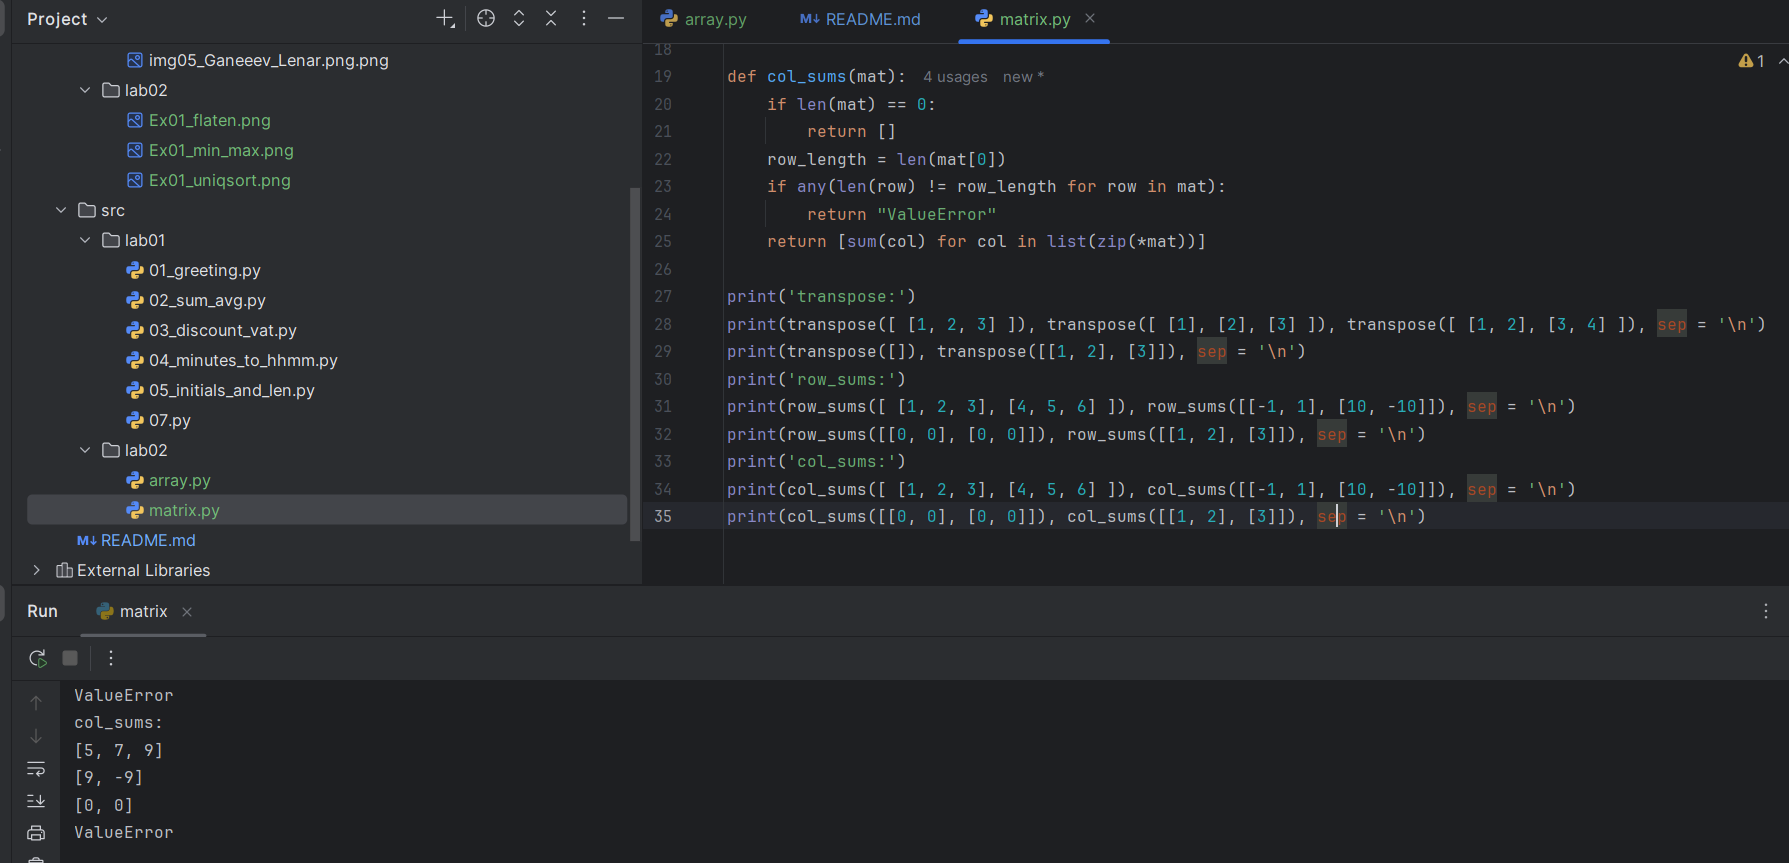 Project
img05_Ganeeev_Lenar.png.png
lab02
Ex01_flaten.png
Ex01_min_max.png
Ex01_uniqsort.png
src
lab01
01_greeting.py
02_sum_avg.py
03_discount_vat.py
04_minutes_to_hhmm.py
05_initials_and_len.py
07.py
lab02
array.py
matrix.py
M↓ README.md
External Libraries
array.py M↓ README.md matrix.py
1
18
19 def col_sums(mat): 4 usages new *
20 if len(mat) == 0:
21 return []
22 row_length = len(mat[0])
23 if any(len(row) != row_length for row in mat):
24 return "ValueError"
25 return [sum(col) for col in list(zip(*mat))]
26
27 print('transpose:')
28 print(transpose([ [1, 2, 3] ]), transpose([ [1], [2], [3] ]), transpose([ [1, 2], [3, 4] ]), sep = '\n')
29 print(transpose([]), transpose([[1, 2], [3]]), sep = '\n')
30 print('row_sums:')
31 print(row_sums([ [1, 2, 3], [4, 5, 6] ]), row_sums([[-1, 1], [10, -10]]), sep = '\n')
32 print(row_sums([[0, 0], [0, 0]]), row_sums([[1, 2], [3]]), sep = '\n')
33 print('col_sums:')
34 print(col_sums([ [1, 2, 3], [4, 5, 6] ]), col_sums([[-1, 1], [10, -10]]), sep = '\n')
35 print(col_sums([[0, 0], [0, 0]]), col_sums([[1, 2], [3]]), sep = '\n')
Run matrix
ValueError
col_sums:
[5, 7, 9]
[9, -9]
[0, 0]
ValueError